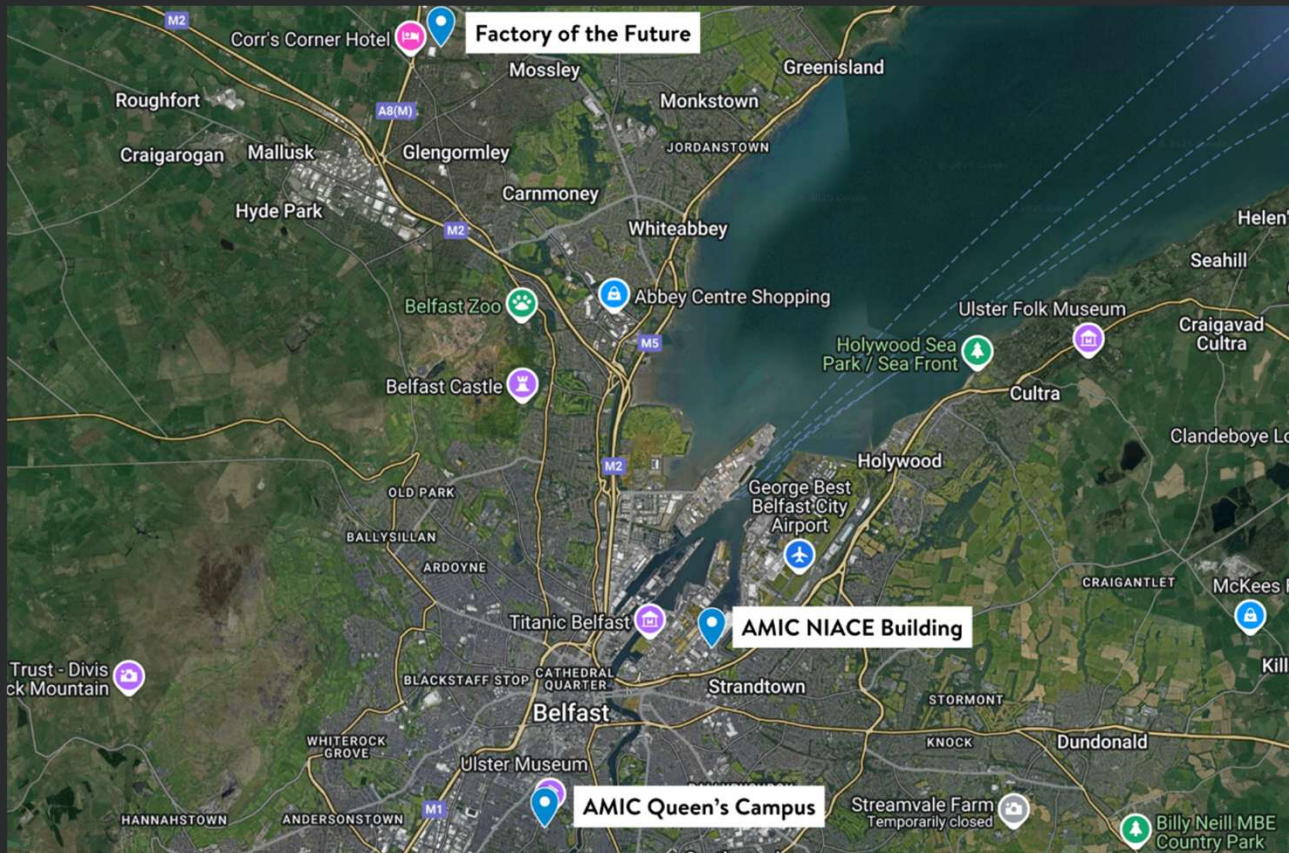 M2
Corr's Corner Hotel
Factory of the Future
Mossley
Greenisland
Roughfort
Monkstown
A8(M)
JORDANSTOWN
Craigarogan
Mallusk
Glengormley
Carnmoney
Hyde Park
M2
Whiteabbey
Helen'
Seahill
Belfast Zoo
Abbey Centre Shopping
Ulster Folk Museum
Craigavad
Cultra
M5
Holywood Sea
Park / Sea Front
Belfast Castle
Cultra
Clandeboye Lo
M2
Holywood
OLD PARK
George Best
Belfast City
Airport
BALLYSILLAN
ARDOYNE
CRAIGANTLET
McKees
Titanic Belfast
AMIC NIACE Building
Trust - Divis
ck Mountain
Kill
BLACKSTAFF STOP
CATHEDRAL
QUARTER
Strandtown
STORMONT
Belfast
WHITEROCK
GROVE
KNOCK
Dundonald
Ulster Museum
M1
AMIC Queen's Campus
Streamvale Farm
Temporarily closed
HANNAHSTOWN
ANDERSONSTOWN
Billy Neill MBE
Country Park